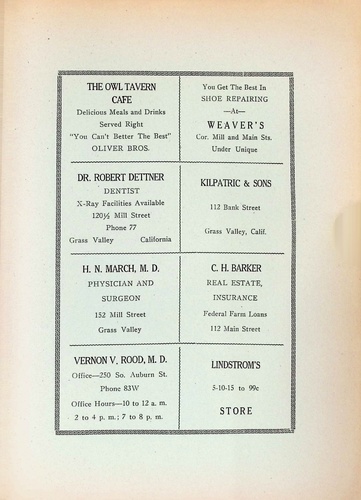 THE OWL TAVERN
CAFE
Delicious Meals and Drinks
Served Right
"You Can't Better The Best"
OLIVER BROS.
You Get The Best In
SHOE REPAIRING
—At—
WEAVER'S
Cor. Mill and Main Sts.
Under Unique
DR. ROBERT DETTNER
DENTIST
X-Ray Facilities Available
120½ Mill Street
Phone 77
Grass Valley California
KILPATRIC & SONS
112 Bank Street
Grass Valley, Calif.
H. N. MARCH, M. D.
PHYSICIAN AND
SURGEON
152 Mill Street
Grass Valley
C. H. BARKER
REAL ESTATE,
INSURANCE
Federal Farm Loans
112 Main Street
VERNON V. ROOD, M. D.
Office—250 So. Auburn St.
Phone 83W
Office Hours—10 to 12 a. m.
2 to 4 p. m.; 7 to 8 p. m.
LINDSTROM'S
5-10-15 to 99c
STORE